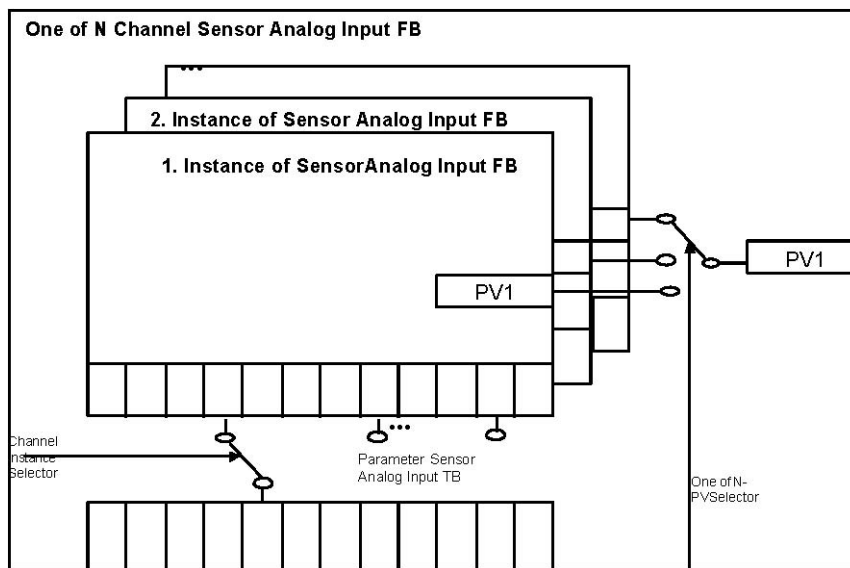 One of N Channel Sensor Analog Input FB
...
2. Instance of Sensor Analog Input FB
1. Instance of SensorAnalog Input FB
PV1
PV1
...
Channel
Instance
Selector
Parameter Sensor
Analog Input TB
One of N-
PVSelector